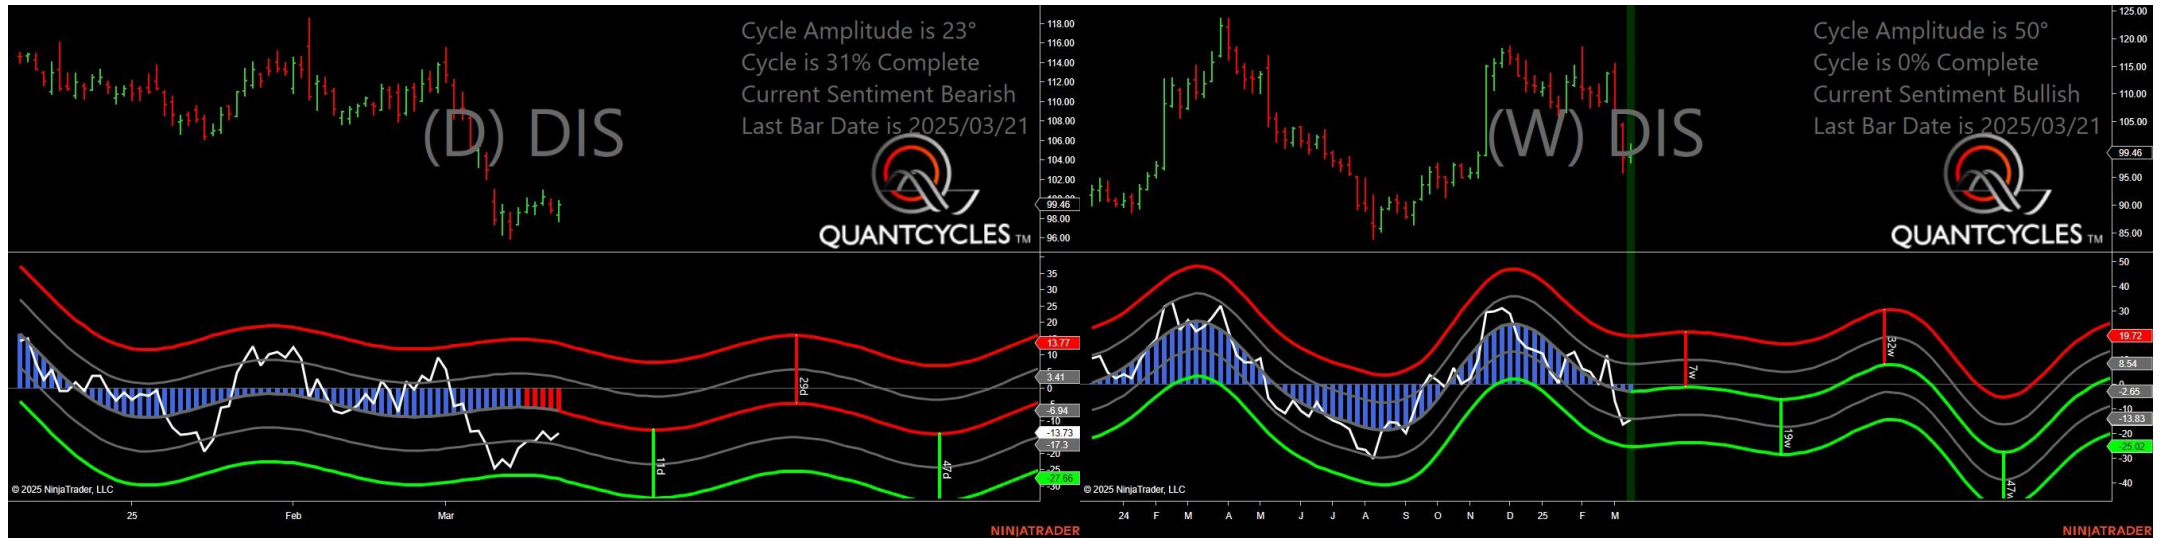 Cycle Amplitude is 23°
Cycle is 31% Complete
Current Sentiment Bearish
Last Bar Date is 2025/03/21
(D) DIS
QUANTCYCLES TM
118.00
116.00
114.00
112.00
110.00
108.00
106.00
104.00
102.00
99.46
98.00
96.00
35
30
25
20
13.77
10
5
3.41
0
-5
-6.94
-13.73
-17.3
-20
-25
-27.66
-30
29d
11d
47d
© 2025 NinjaTrader, LLC
25 Feb Mar
NINJATRADER
Cycle Amplitude is 50°
Cycle is 0% Complete
Current Sentiment Bullish
Last Bar Date is 2025/03/21
(W) DIS
QUANTCYCLES TM
125.00
120.00
115.00
110.00
105.00
99.46
95.00
90.00
85.00
50
40
30
19.72
8.54
0
-2.65
-10
-13.83
-20
-25.02
-30
-40
7w
32w
19w
47w
© 2025 NinjaTrader, LLC
24 F M A M J J A S O N D 25 F M
NINJATRADER